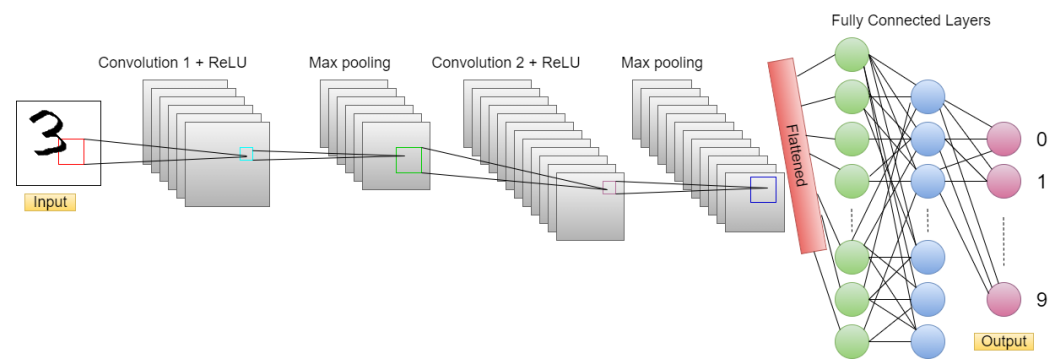 Fully Connected Layers
Convolution 1 + ReLU
Max pooling
Convolution 2 + ReLU
Max pooling
3
Input
Flattened
0
1
9
Output